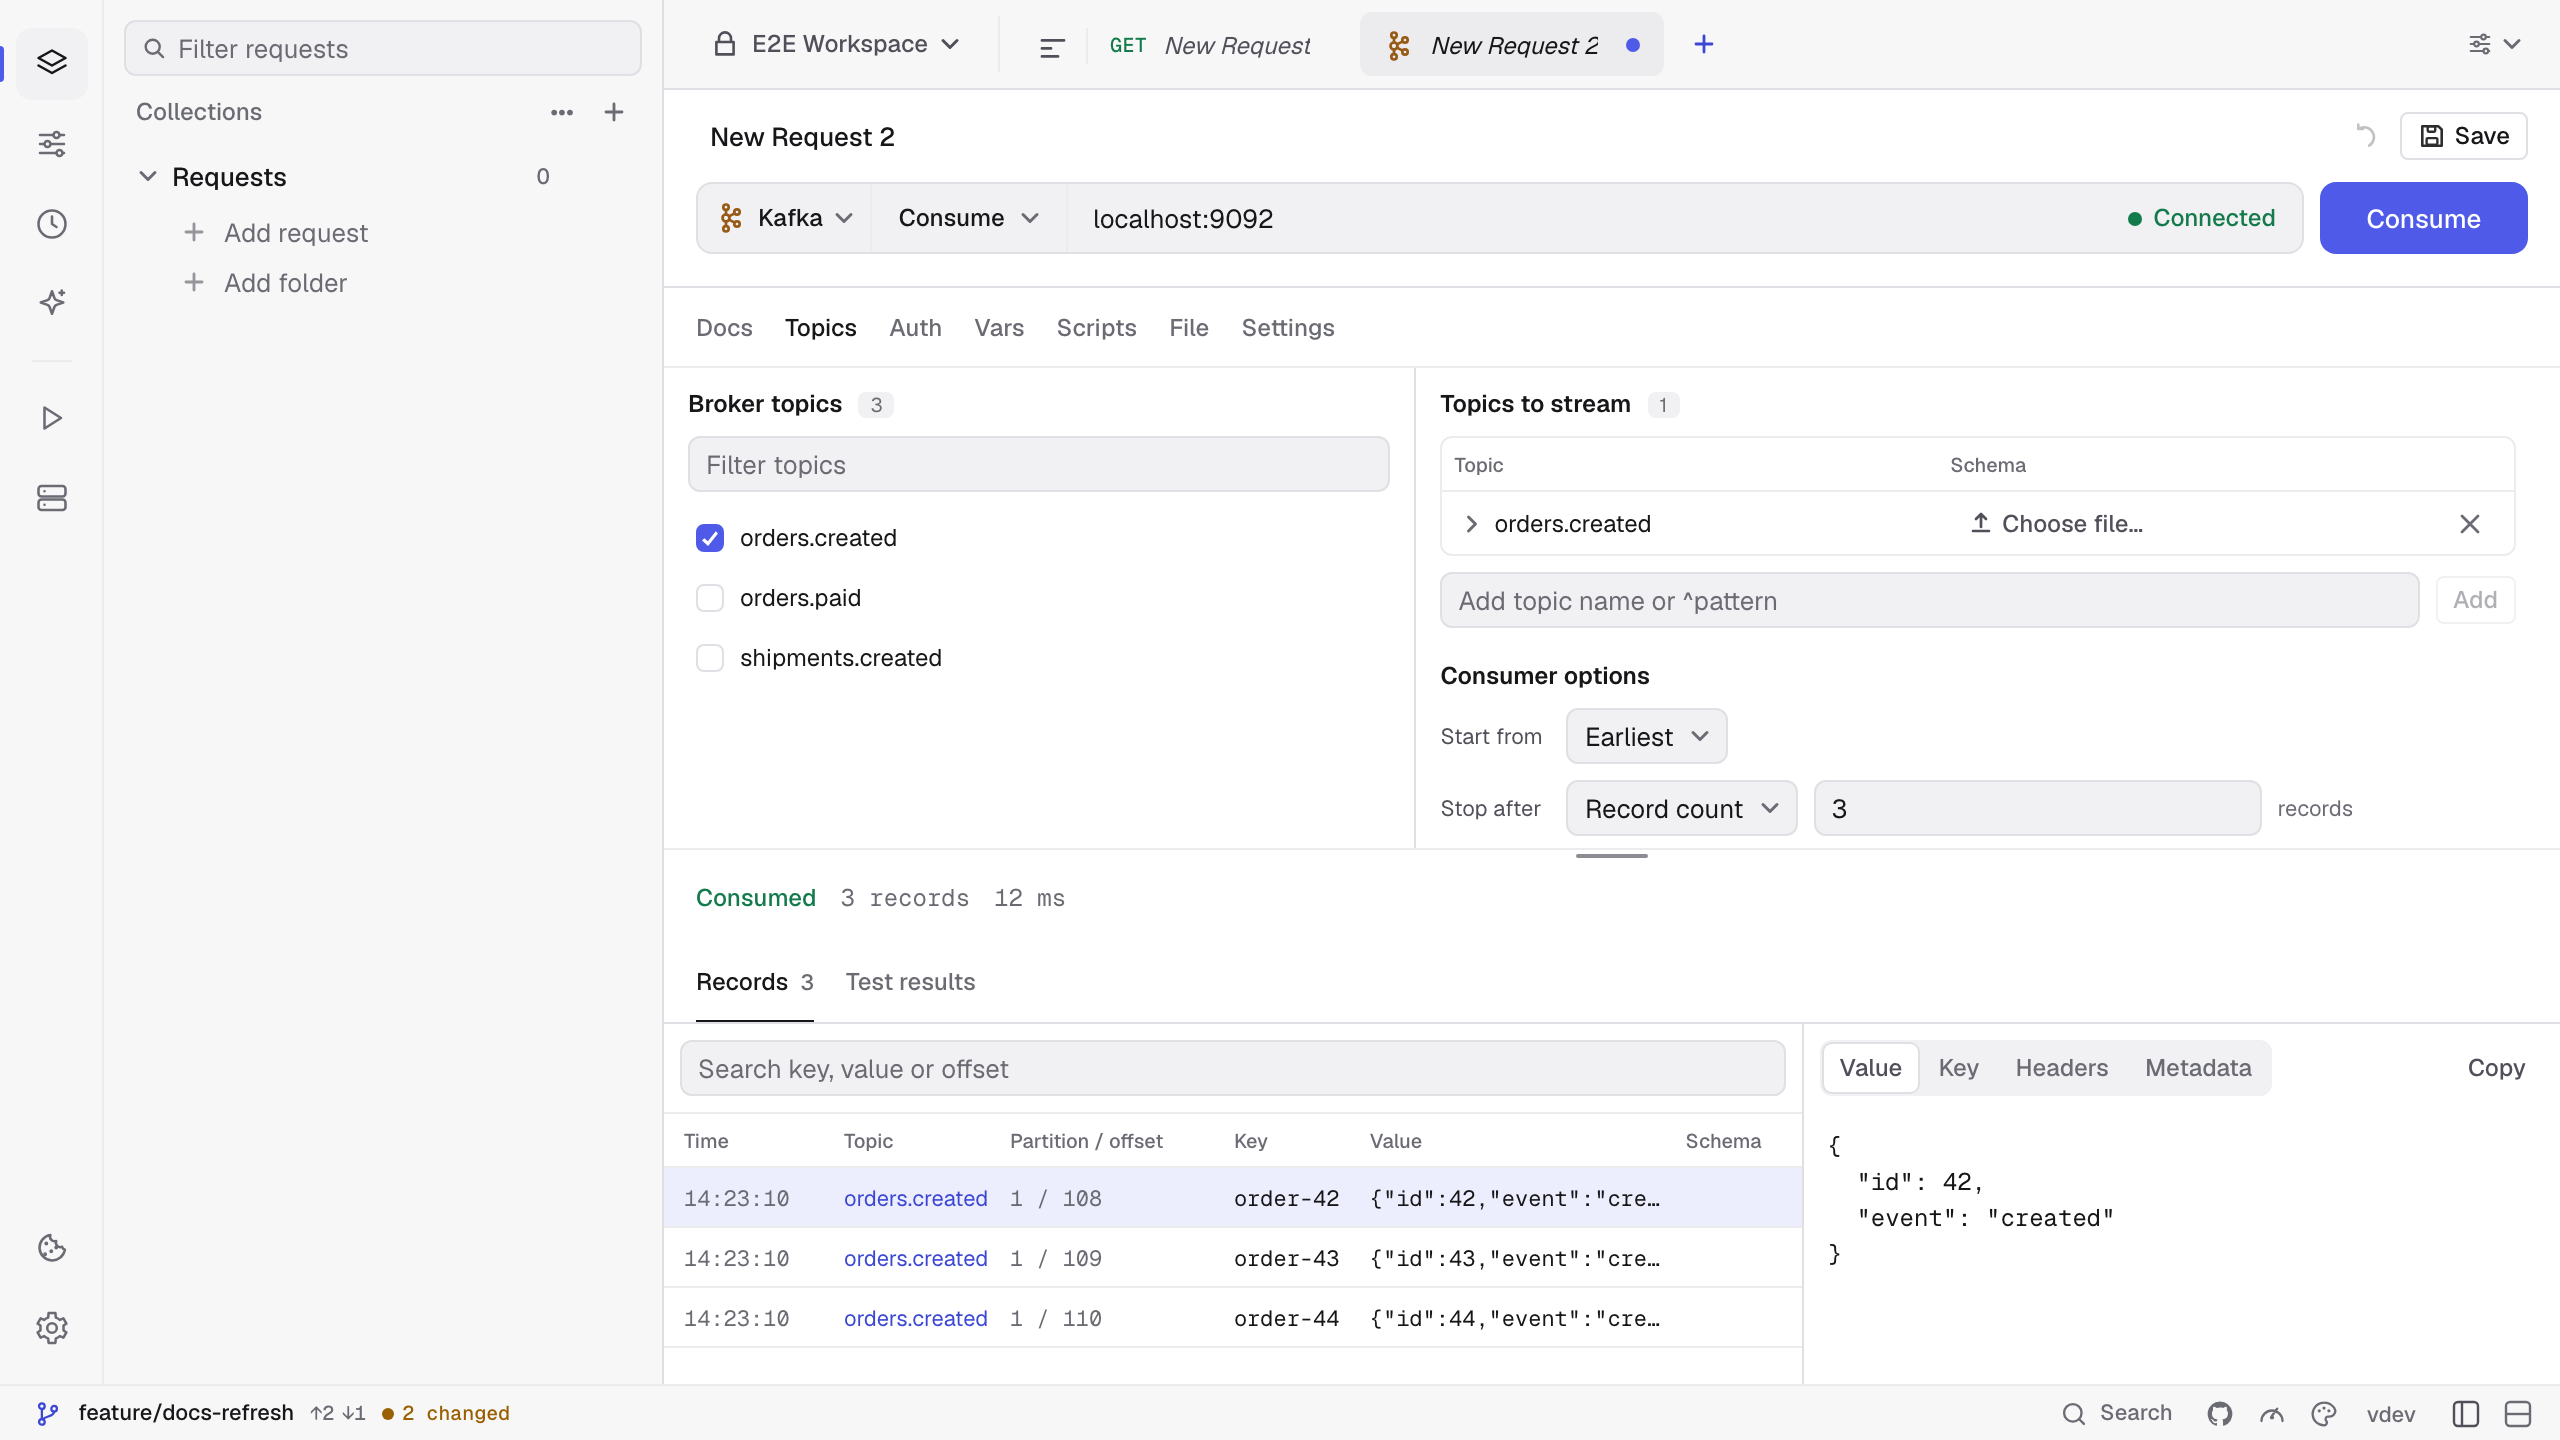 Filter requests
Collections
Requests 0
Add request
Add folder
E2E Workspace
GET New Request
New Request 2
New Request 2
Save
Kafka Consume localhost:9092 Connected
Consume
Docs Topics Auth Vars Scripts File Settings
Broker topics 3
Filter topics
orders.created
orders.paid
shipments.created
Topics to stream 1
Topic Schema
orders.created Choose file...
Add topic name or ^pattern Add
Consumer options
Start from Earliest
Stop after Record count 3 records
Consumed 3 records 12 ms
Records 3 Test results
Search key, value or offset
Time Topic Partition / offset Key Value Schema
14:23:10 orders.created 1 / 108 order-42 {"id":42,"event":"cre…
14:23:10 orders.created 1 / 109 order-43 {"id":43,"event":"cre…
14:23:10 orders.created 1 / 110 order-44 {"id":44,"event":"cre…
Value Key Headers Metadata Copy
{
"id": 42,
"event": "created"
}
feature/docs-refresh ↑2 ↓1 2 changed
Search vdev